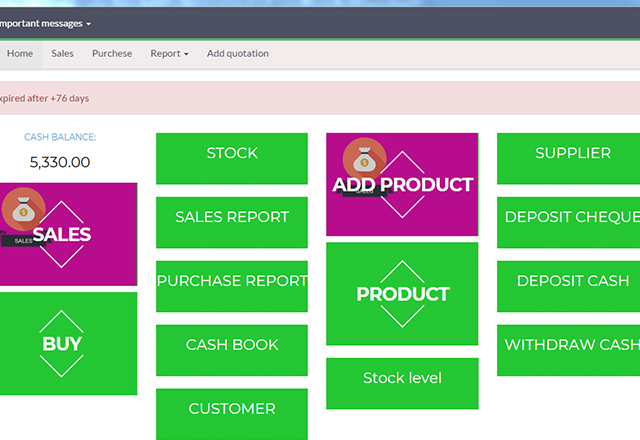 mportant messages
Home Sales Purchese Report Add quotation
xpired after +76 days
CASH BALANCE:
5,330.00
SALES
SALES
BUY
STOCK
SALES REPORT
PURCHASE REPORT
CASH BOOK
CUSTOMER
ADD PRODUCT
PRODUCT
Stock level
SUPPLIER
DEPOSIT CHEQUE
DEPOSIT CASH
WITHDRAW CASH